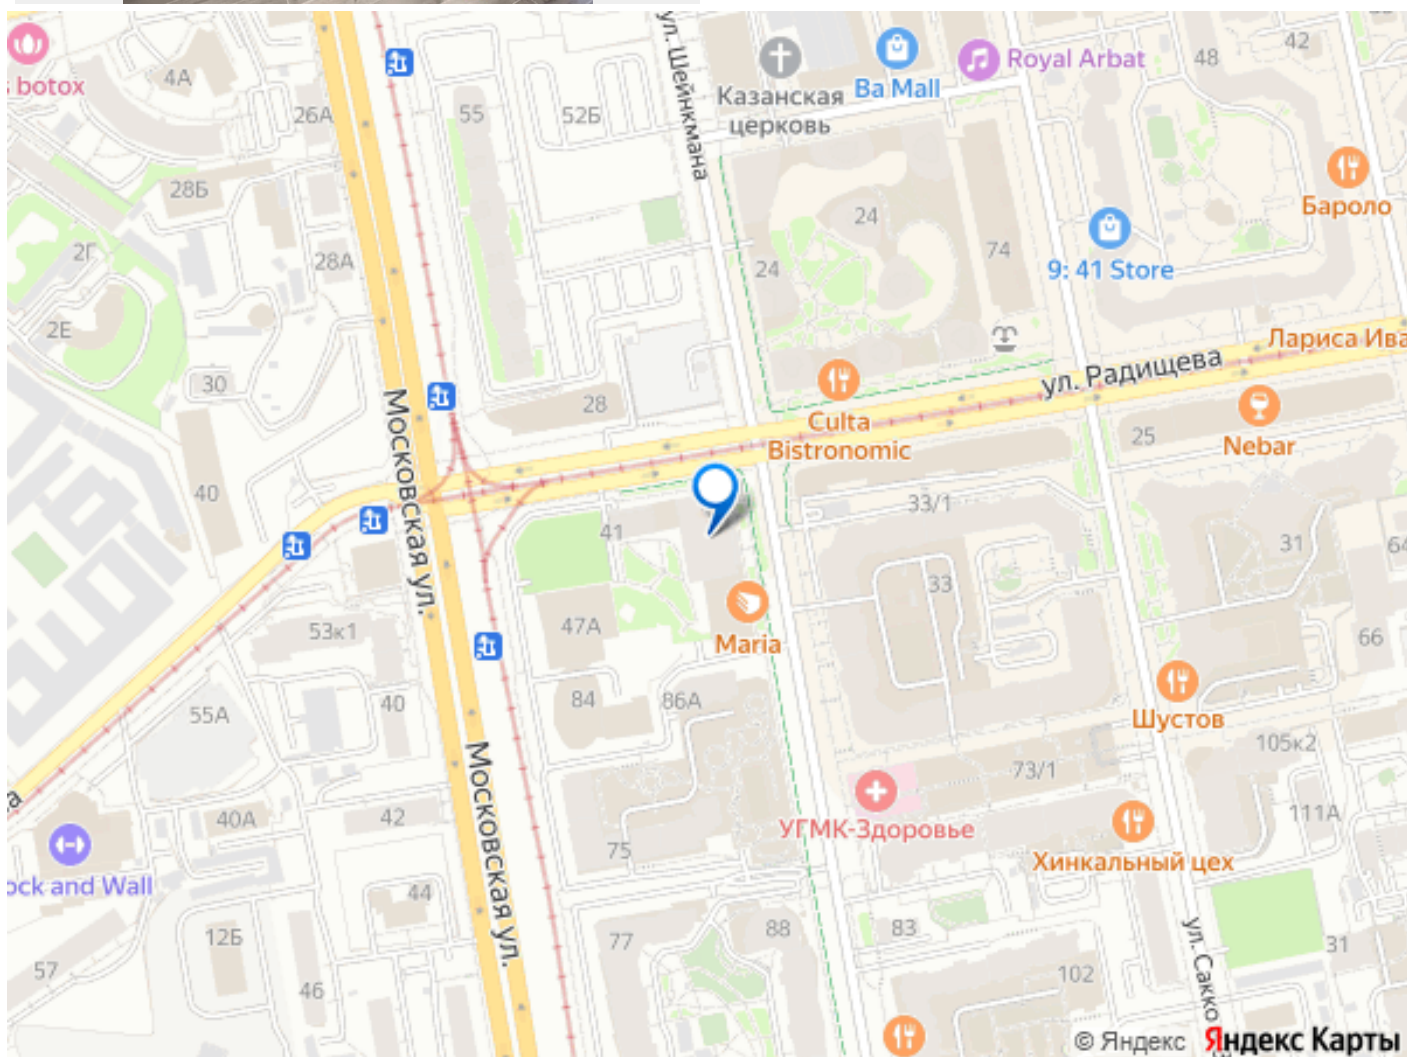 ул. Шейнкмана
42
48
Royal Arbat
4А
botox
Казанская
церковь
Ba Mall
26А
55
52Б
28Б
Бароло
24
2Г
28А
24
74
9: 41 Store
2Е
Лариса Ива
30
ул. Радищева
28
Culta
Bistronomic
25
Nebar
Московская ул.
40
33/1
41
31
64
33
53к1
47А
Maria
66
55А
40
84
86А
Шустов
105к2
73/1
Московская ул.
40А
42
УГМК-Здоровье
111А
75
Хинкальный цех
ock and Wall
44
12Б
77
88
83
ул. Сакко
31
57
46
102
© Яндекс Яндекс Карты